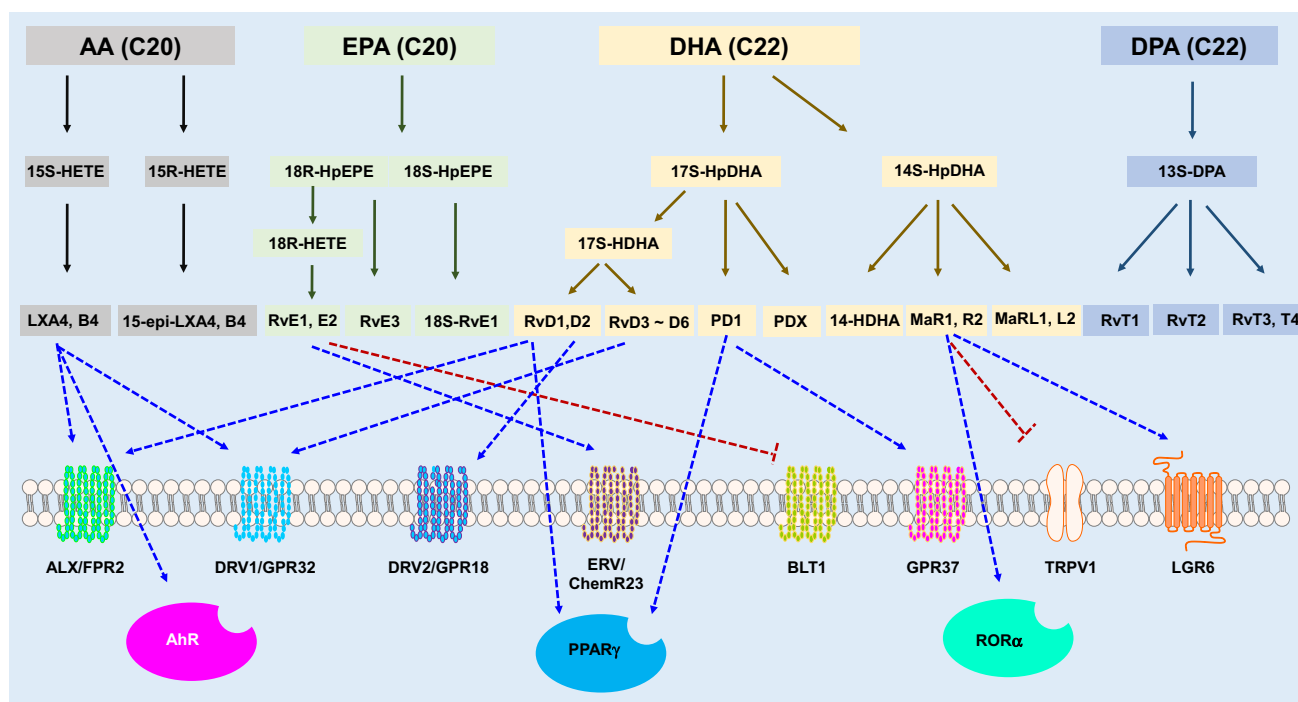 AA (C20)
EPA (C20)
DHA (C22)
DPA (C22)
15S-HETE
15R-HETE
18R-HpEPE
18S-HpEPE
17S-HpDHA
14S-HpDHA
13S-DPA
18R-HETE
17S-HDHA
LXA4, B4
15-epi-LXA4, B4
RvE1, E2
RvE3
18S-RvE1
RvD1,D2
RvD3 ~ D6
PD1
PDX
14-HDHA
MaR1, R2
MaRL1, L2
RvT1
RvT2
RvT3, T4
ALX/FPR2
DRV1/GPR32
DRV2/GPR18
ERV/
ChemR23
BLT1
GPR37
TRPV1
LGR6
AhR
PPARγ
RORα